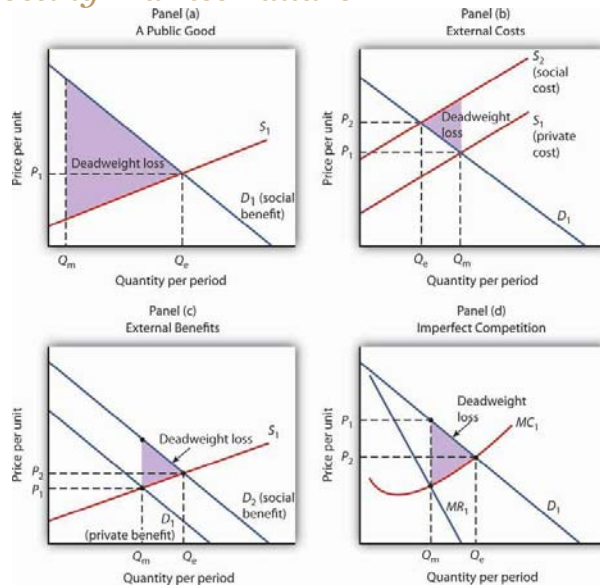 Panel (a)
A Public Good
Price per unit
P1
Deadweight loss
S1
D1 (social
benefit)
Qm
Qe
Quantity per period
Panel (b)
External Costs
Price per unit
P2
P1
S2
(social
cost)
Deadweight
loss
S1
(private
cost)
D1
Qe
Qm
Quantity per period
Panel (c)
External Benefits
Price per unit
P2
P1
S1
Deadweight loss
D2 (social
benefit)
D1
(private benefit)
Qm
Qe
Quantity per period
Panel (d)
Imperfect Competition
Price per unit
P1
P2
Deadweight
loss
MC1
MR1
D1
Qm
Qe
Quantity per period